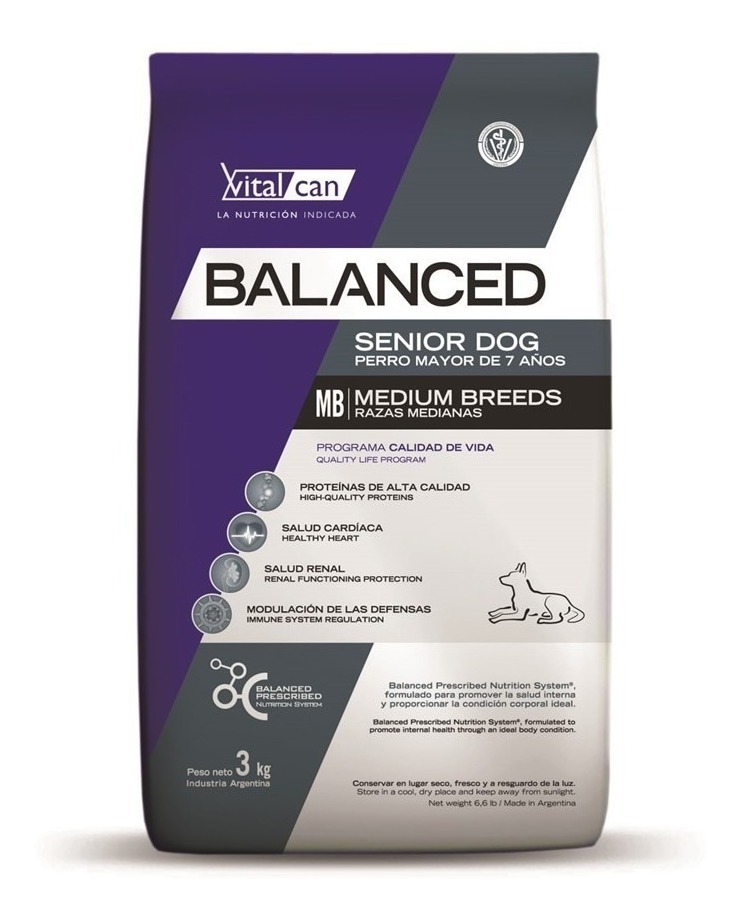 Vital can
LA NUTRICIÓN INDICADA
BALANCED
SENIOR DOG
PERRO MAYOR DE 7 AÑOS
MB MEDIUM BREEDS
RAZAS MEDIANAS
PROGRAMA CALIDAD DE VIDA
QUALITY LIFE PROGRAM
PROTEÍNAS DE ALTA CALIDAD
HIGH-QUALITY PROTEINS
SALUD CARDÍACA
HEALTHY HEART
SALUD RENAL
RENAL FUNCTIONING PROTECTION
MODULACIÓN DE LAS DEFENSAS
IMMUNE SYSTEM REGULATION
BALANCED
PRESCRIBED
NUTRITION SYSTEM
Balanced Prescribed Nutrition System®,
formulado para promover la salud interna
y proporcionar la condición corporal ideal.
Balanced Prescribed Nutrition System®, formulated to
promote internal health through an ideal body condition.
Peso neto 3 kg
Industria Argentina
Conservar en lugar seco, fresco y a resguardo de la luz.
Store in a cool, dry place and keep away from sunlight.
Net weight 6,6 lb / Made in Argentina